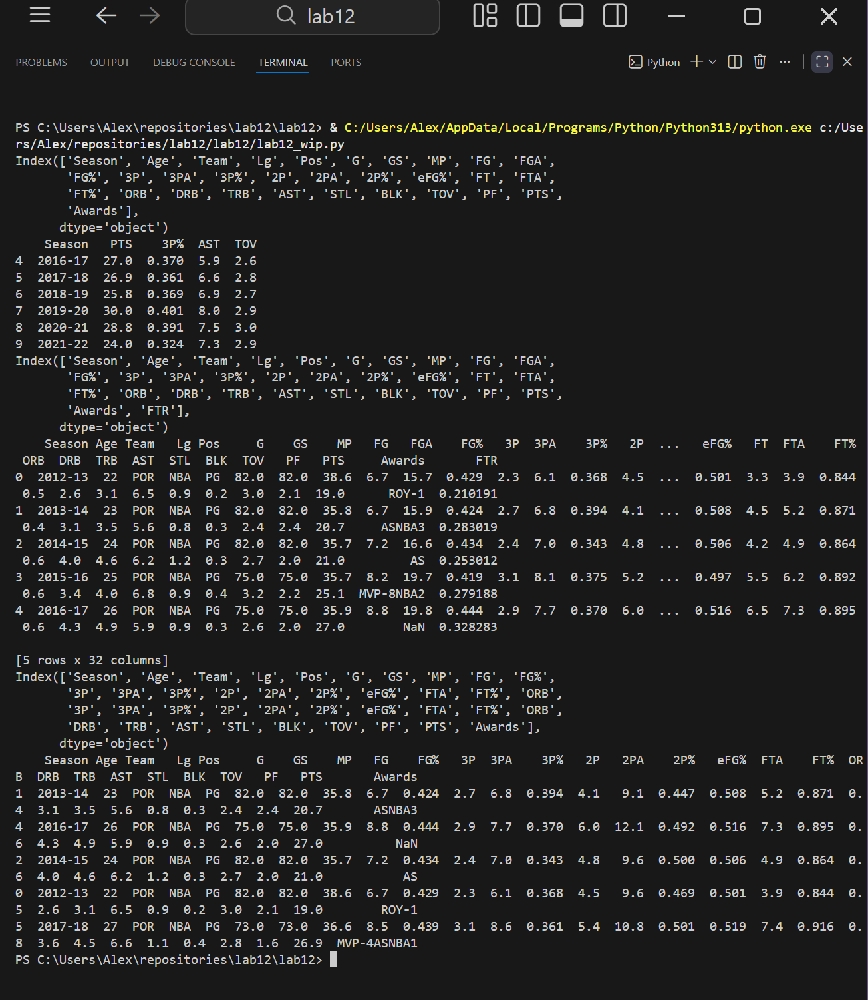 lab12
PROBLEMS OUTPUT DEBUG CONSOLE TERMINAL PORTS Python
PS C:\Users\Alex\repositories\lab12\lab12> & C:/Users/Alex/AppData/Local/Programs/Python/Python313/python.exe c:/Use
rs/Alex/repositories/lab12/lab12/lab12_wip.py
Index(['Season', 'Age', 'Team', 'Lg', 'Pos', 'G', 'GS', 'MP', 'FG', 'FGA',
       'FG%', '3P', '3PA', '3P%', '2P', '2PA', '2P%', 'eFG%', 'FT', 'FTA',
       'FT%', 'ORB', 'DRB', 'TRB', 'AST', 'STL', 'BLK', 'TOV', 'PF', 'PTS',
       'Awards'],
      dtype='object')
    Season   PTS    3P%  AST  TOV
4  2016-17  27.0  0.370  5.9  2.6
5  2017-18  26.9  0.361  6.6  2.8
6  2018-19  25.8  0.369  6.9  2.7
7  2019-20  30.0  0.401  8.0  2.9
8  2020-21  28.8  0.391  7.5  3.0
9  2021-22  24.0  0.324  7.3  2.9
Index(['Season', 'Age', 'Team', 'Lg', 'Pos', 'G', 'GS', 'MP', 'FG', 'FGA',
       'FG%', '3P', '3PA', '3P%', '2P', '2PA', '2P%', 'eFG%', 'FT', 'FTA',
       'FT%', 'ORB', 'DRB', 'TRB', 'AST', 'STL', 'BLK', 'TOV', 'PF', 'PTS',
       'Awards', 'FTR'],
      dtype='object')
    Season Age Team   Lg Pos     G    GS    MP   FG   FGA    FG%   3P  3PA    3P%   2P  ...   eFG%   FT  FTA    FT%
 ORB  DRB  TRB  AST  STL  BLK  TOV   PF   PTS     Awards       FTR
0  2012-13  22  POR  NBA  PG  82.0  82.0  38.6  6.7  15.7  0.429  2.3  6.1  0.368  4.5  ...  0.501  3.3  3.9  0.844
 0.5  2.6  3.1  6.5  0.9  0.2  3.0  2.1  19.0      ROY-1  0.210191
1  2013-14  23  POR  NBA  PG  82.0  82.0  35.8  6.7  15.9  0.424  2.7  6.8  0.394  4.1  ...  0.508  4.5  5.2  0.871
 0.4  3.1  3.5  5.6  0.8  0.3  2.4  2.4  20.7     ASNBA3  0.283019
2  2014-15  24  POR  NBA  PG  82.0  82.0  35.7  7.2  16.6  0.434  2.4  7.0  0.343  4.8  ...  0.506  4.2  4.9  0.864
 0.6  4.0  4.6  6.2  1.2  0.3  2.7  2.0  21.0         AS  0.253012
3  2015-16  25  POR  NBA  PG  75.0  75.0  35.7  8.2  19.7  0.419  3.1  8.1  0.375  5.2  ...  0.497  5.5  6.2  0.892
 0.6  3.4  4.0  6.8  0.9  0.4  3.2  2.2  25.1  MVP-8NBA2  0.279188
4  2016-17  26  POR  NBA  PG  75.0  75.0  35.9  8.8  19.8  0.444  2.9  7.7  0.370  6.0  ...  0.516  6.5  7.3  0.895
 0.6  4.3  4.9  5.9  0.9  0.3  2.6  2.0  27.0        NaN  0.328283
[5 rows x 32 columns]
Index(['Season', 'Age', 'Team', 'Lg', 'Pos', 'G', 'GS', 'MP', 'FG', 'FG%',
       '3P', '3PA', '3P%', '2P', '2PA', '2P%', 'eFG%', 'FTA', 'FT%', 'ORB',
       '3P', '3PA', '3P%', '2P', '2PA', '2P%', 'eFG%', 'FTA', 'FT%', 'ORB',
       'DRB', 'TRB', 'AST', 'STL', 'BLK', 'TOV', 'PF', 'PTS', 'Awards'],
      dtype='object')
    Season Age Team   Lg Pos     G    GS    MP   FG    FG%   3P  3PA    3P%   2P   2PA    2P%   eFG%  FTA    FT%  OR
B  DRB  TRB  AST  STL  BLK  TOV   PF   PTS       Awards
1  2013-14  23  POR  NBA  PG  82.0  82.0  35.8  6.7  0.424  2.7  6.8  0.394  4.1   9.1  0.447  0.508  5.2  0.871  0.
4  3.1  3.5  5.6  0.8  0.3  2.4  2.4  20.7       ASNBA3
4  2016-17  26  POR  NBA  PG  75.0  75.0  35.9  8.8  0.444  2.9  7.7  0.370  6.0  12.1  0.492  0.516  7.3  0.895  0.
6  4.3  4.9  5.9  0.9  0.3  2.6  2.0  27.0          NaN
2  2014-15  24  POR  NBA  PG  82.0  82.0  35.7  7.2  0.434  2.4  7.0  0.343  4.8   9.6  0.500  0.506  4.9  0.864  0.
6  4.0  4.6  6.2  1.2  0.3  2.7  2.0  21.0           AS
0  2012-13  22  POR  NBA  PG  82.0  82.0  38.6  6.7  0.429  2.3  6.1  0.368  4.5   9.6  0.469  0.501  3.9  0.844  0.
5  2.6  3.1  6.5  0.9  0.2  3.0  2.1  19.0        ROY-1
5  2017-18  27  POR  NBA  PG  73.0  73.0  36.6  8.5  0.439  3.1  8.6  0.361  5.4  10.8  0.501  0.519  7.4  0.916  0.
8  3.6  4.5  6.6  1.1  0.4  2.8  1.6  26.9  MVP-4ASNBA1
PS C:\Users\Alex\repositories\lab12\lab12>